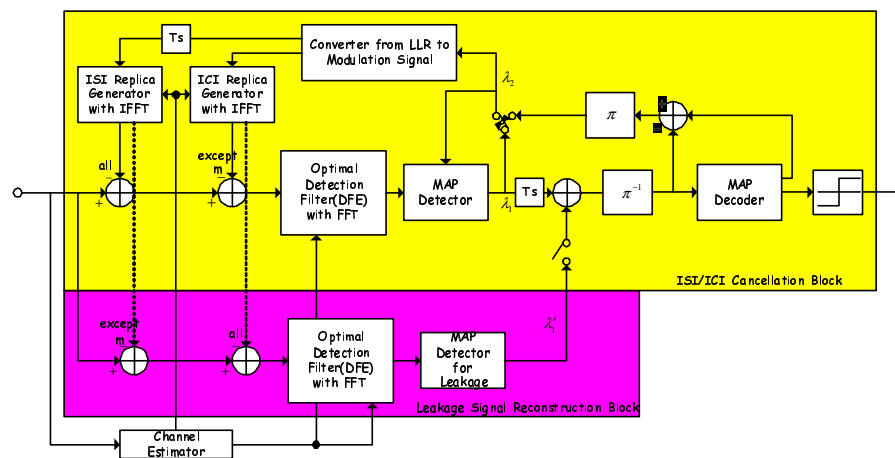 Ts
Converter from LLR to
Modulation Signal
ISI Replica
Generator
with IFFT
ICI Replica
Generator
with IFFT
λ₂
π
+
=
all
−
+
except
m −
+
Optimal
Detection
Filter(DFE)
with FFT
MAP
Detector
λ₁
Ts
π⁻¹
MAP
Decoder
ISI/ICI Cancellation Block
except
m −
+
all
−
+
Optimal
Detection
Filter(DFE)
with FFT
MAP
Detector
for
Leakage
λ₁′
Leakage Signal Reconstruction Block
Channel
Estimator